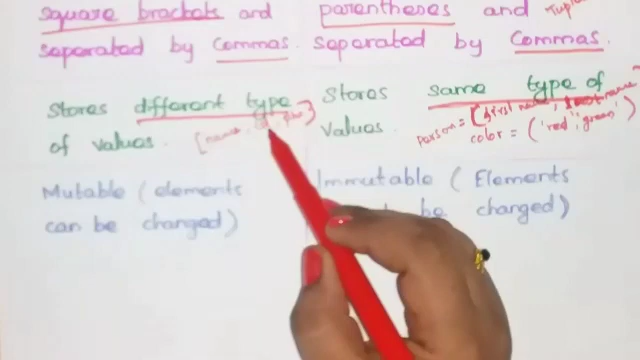 square brackets and
separated by commas.
Stores different type
of values.
[name,
Mutable (elements
can be changed)
parentheses and
Tuple
separated by commas.
Stores same type of
values.
person = [first name,
color = ('red', 'green')
Immutable (Elements
be changed)